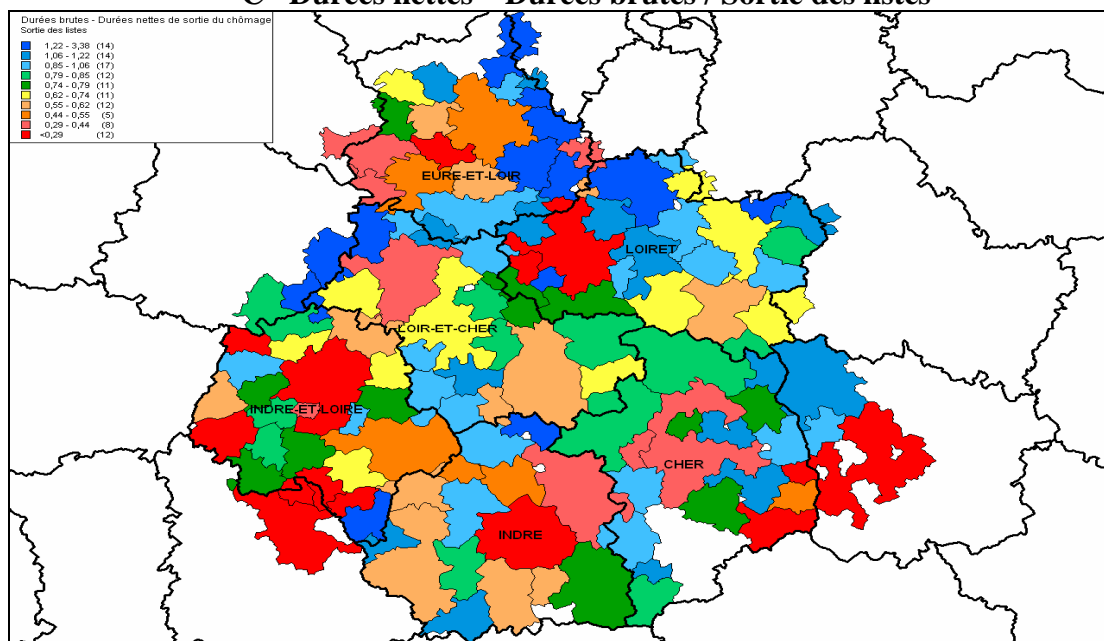 C - Durées nettes – Durées brutes / Sortie des listes
Durées brutes - Durées nettes de sortie du chômage
Sortie des listes
1,22 - 3,38 (14)
1,06 - 1,22 (14)
0,85 - 1,06 (17)
0,79 - 0,85 (12)
0,74 - 0,79 (11)
0,62 - 0,74 (11)
0,55 - 0,62 (12)
0,44 - 0,55 (5)
0,29 - 0,44 (8)
<0,29 (12)
EURE-ET-LOIR
LOIRET
LOIR-ET-CHER
INDRE-ET-LOIRE
CHER
INDRE